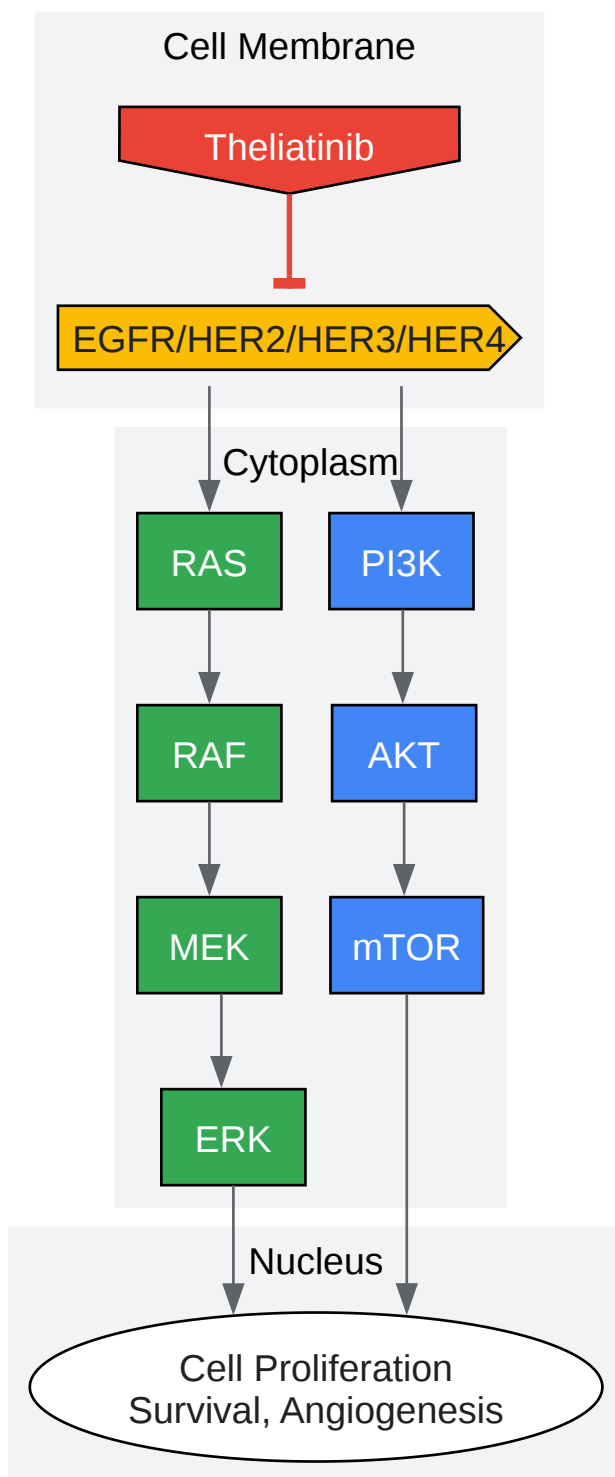 Cell Membrane
Theliatinib
EGFR/HER2/HER3/HER4
Cytoplasm
RAS
PI3K
RAF
AKT
MEK
mTOR
ERK
Nucleus
Cell Proliferation
Survival, Angiogenesis